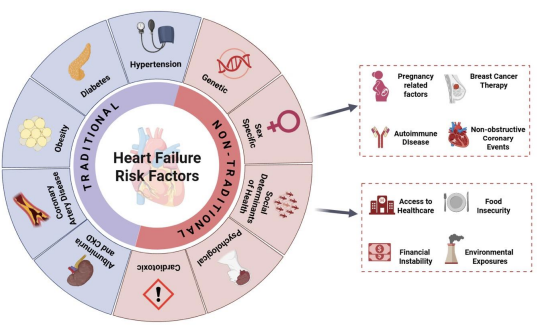 Heart Failure
Risk Factors
TRADITIONAL
NON-TRADITIONAL
Hypertension
Genetic
Sex
Specific
Social
Determinants
of Health
Psychological
Cardiotoxic
Albuminuria
and CKD
Coronary
Artery Disease
Obesity
Diabetes
Pregnancy
related
factors
Breast Cancer
Therapy
Autoimmune
Disease
Non-obstructive
Coronary
Events
Access to
Healthcare
Food
Insecurity
Financial
Instability
Environmental
Exposures